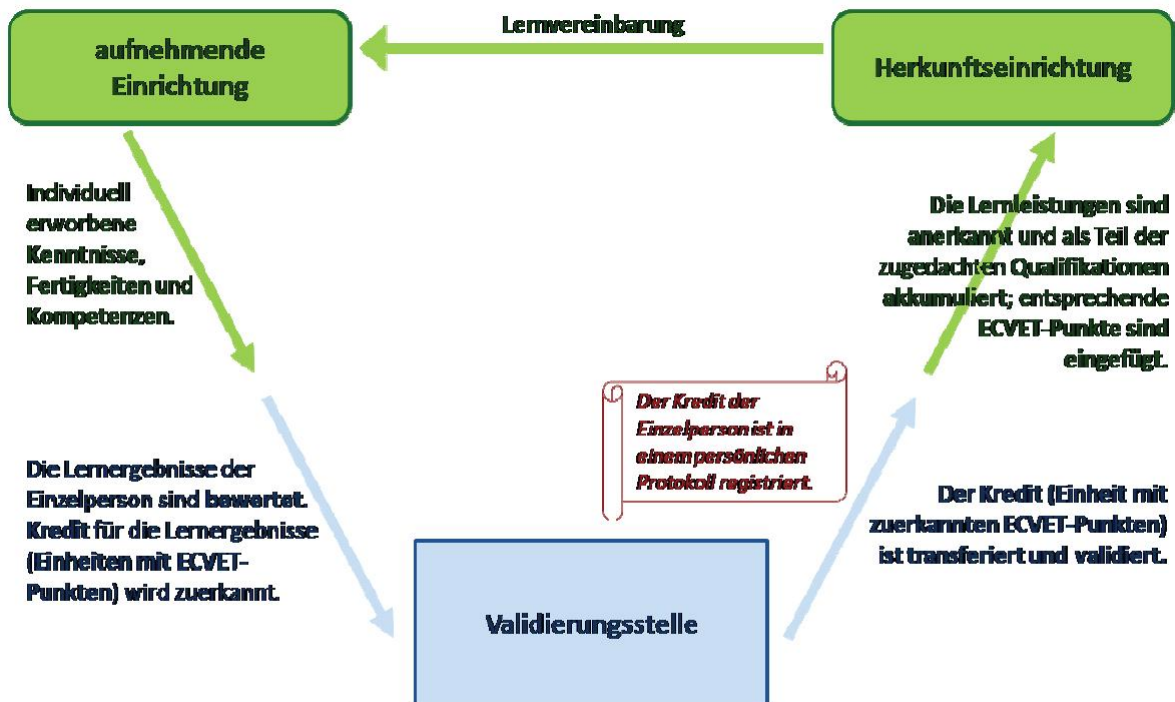 Lernvereinbarung
aufnehmende
Einrichtung
Herkunftseinrichtung
Individuell
erworbene
Kenntnisse,
Fertigkeiten und
Kompetenzen.
Die Lernleistungen sind
anerkannt und als Teil der
zugedachten Qualifikationen
akkumuliert; entsprechende
ECVET-Punkte sind
eingefügt.
Der Kredit der
Einzelperson ist in
einem persönlichen
Protokoll registriert.
Die Lernergebnisse der
Einzelperson sind bewertet.
Kredit für die Lernergebnisse
(Einheiten mit ECVET-
Punkten) wird zuerkannt.
Der Kredit (Einheit mit
zuerkannten ECVET-Punkten)
ist transferiert und validiert.
Validierungsstelle